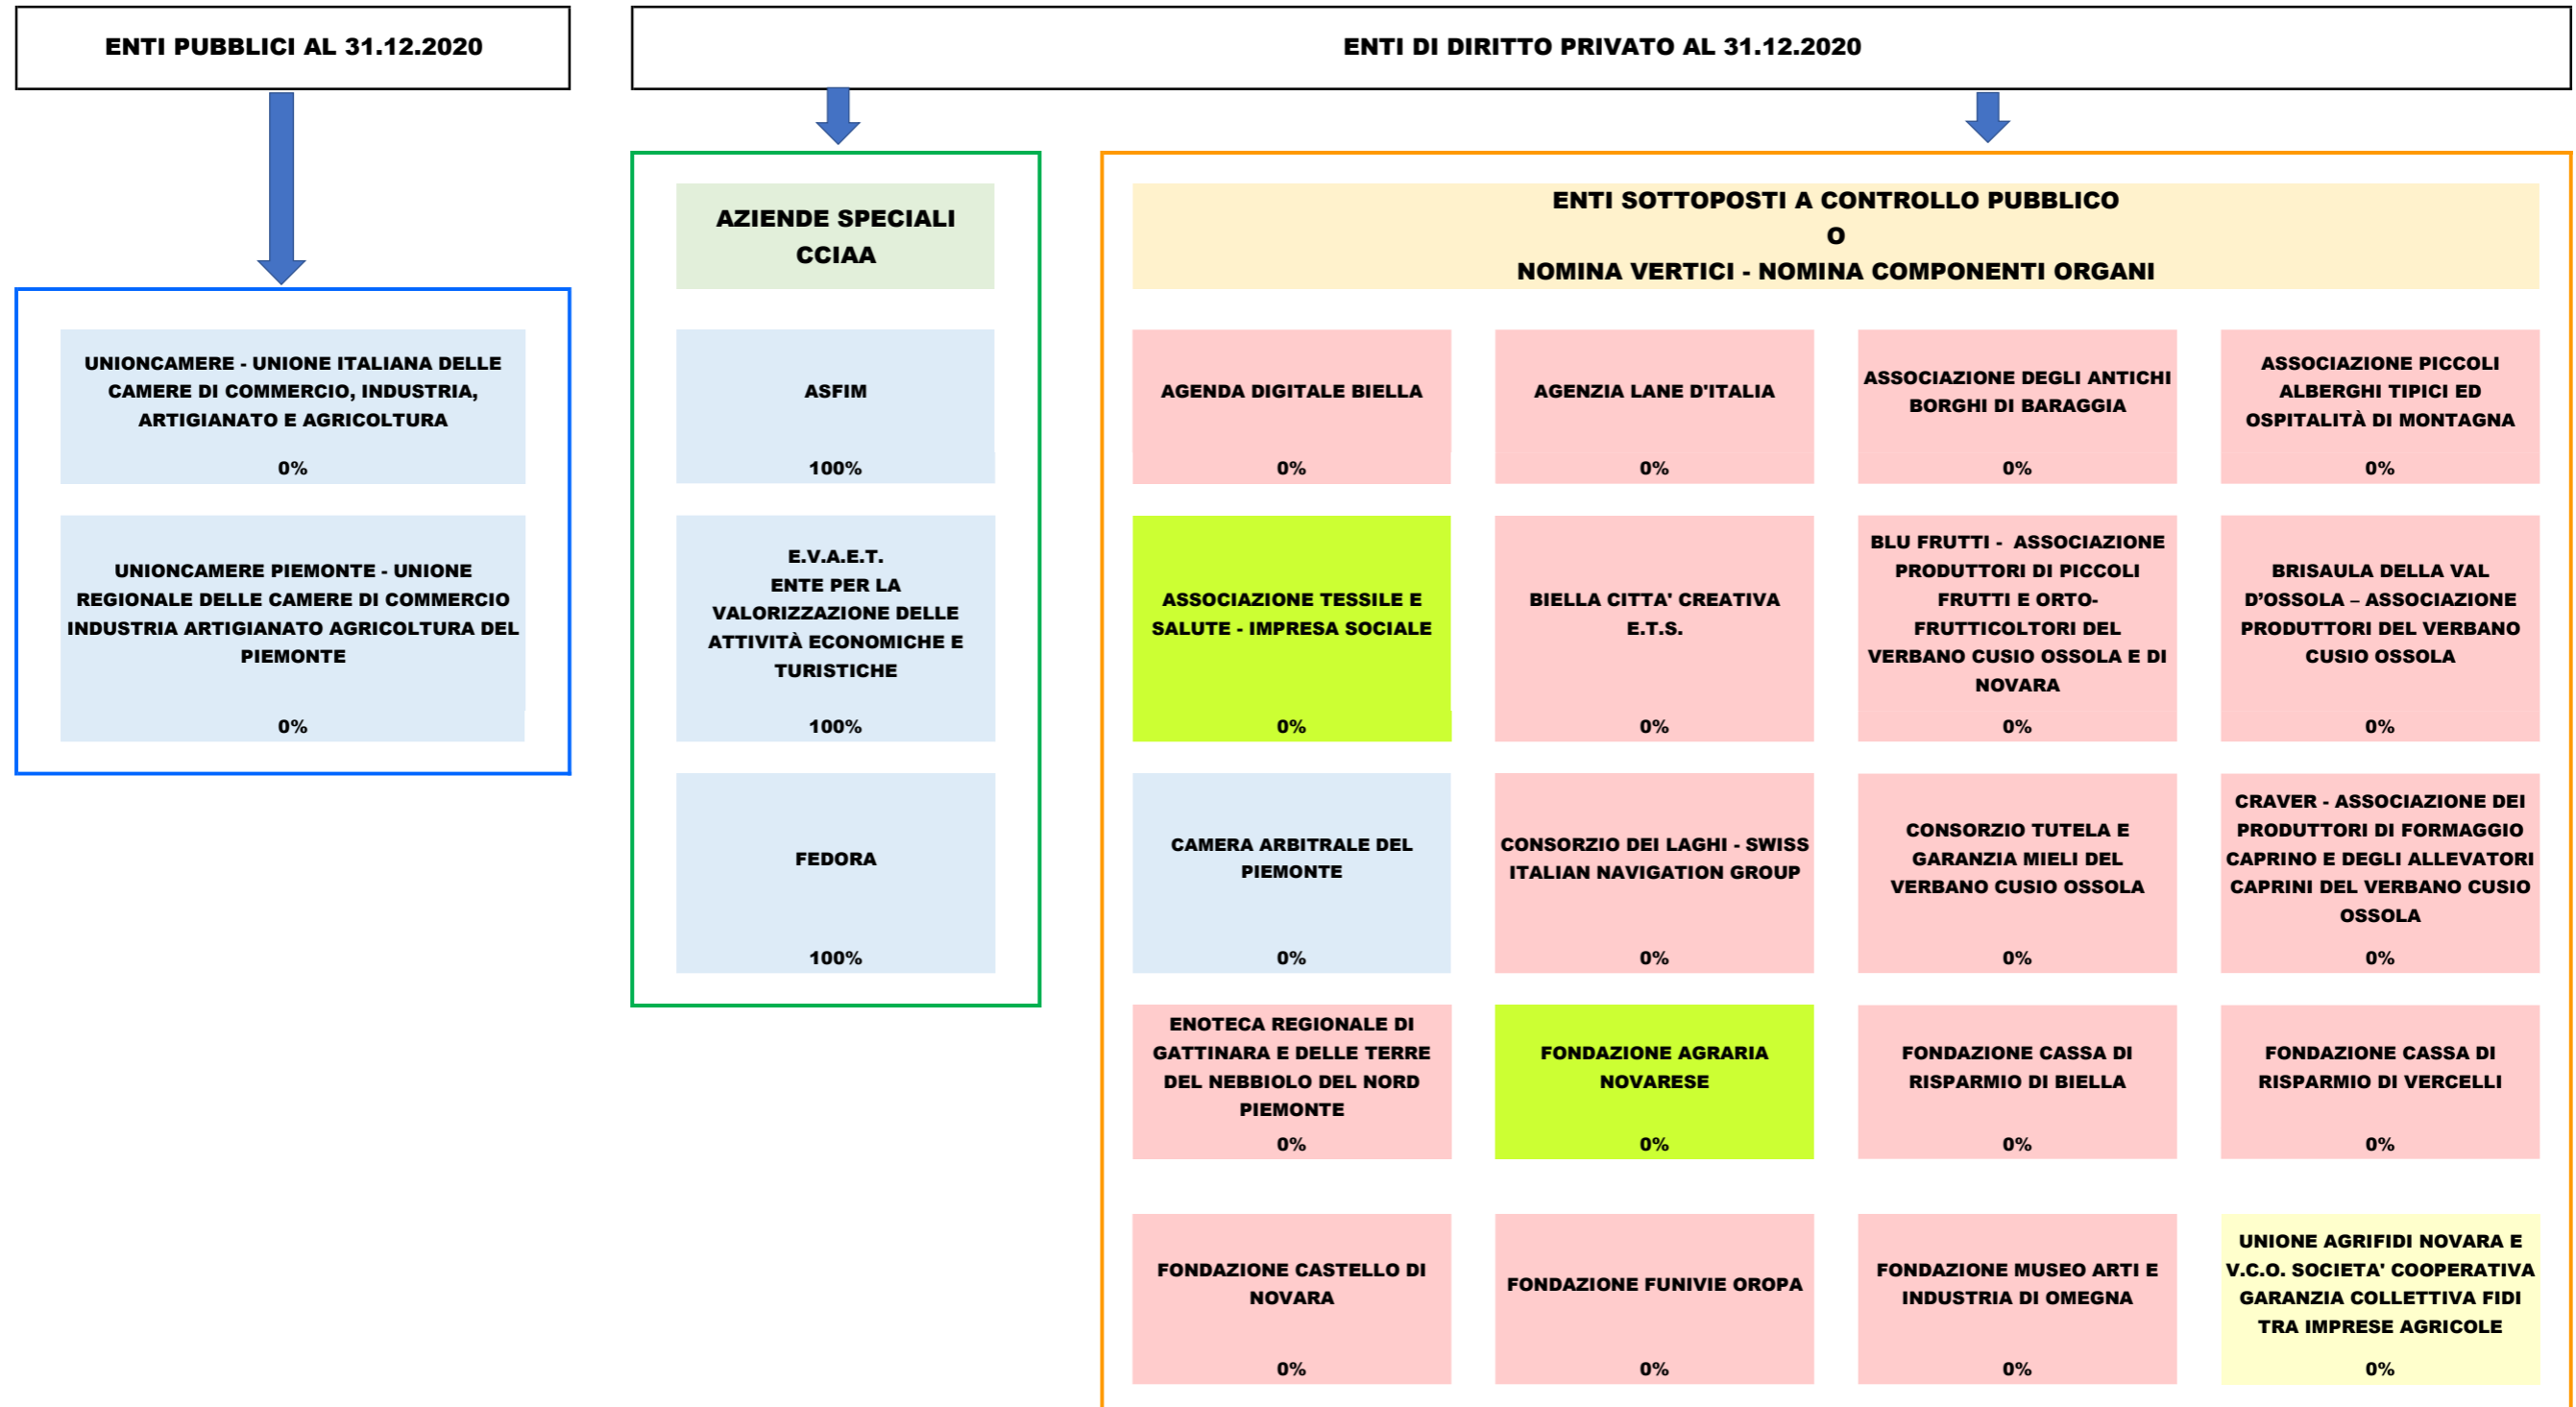 ENTI PUBBLICI AL 31.12.2020
ENTI DI DIRITTO PRIVATO AL 31.12.2020
UNIONCAMERE - UNIONE ITALIANA DELLE
CAMERE DI COMMERCIO, INDUSTRIA,
ARTIGIANATO E AGRICOLTURA
0%
UNIONCAMERE PIEMONTE - UNIONE
REGIONALE DELLE CAMERE DI COMMERCIO
INDUSTRIA ARTIGIANATO AGRICOLTURA DEL
PIEMONTE
0%
AZIENDE SPECIALI
CCIAA
ASFIM
100%
E.V.A.E.T.
ENTE PER LA
VALORIZZAZIONE DELLE
ATTIVITÀ ECONOMICHE E
TURISTICHE
100%
FEDORA
100%
ENTI SOTTOPOSTI A CONTROLLO PUBBLICO
O
NOMINA VERTICI - NOMINA COMPONENTI ORGANI
AGENDA DIGITALE BIELLA
0%
AGENZIA LANE D'ITALIA
0%
ASSOCIAZIONE DEGLI ANTICHI
BORGHI DI BARAGGIA
0%
ASSOCIAZIONE PICCOLI
ALBERGHI TIPICI ED
OSPITALITÀ DI MONTAGNA
0%
ASSOCIAZIONE TESSILE E
SALUTE - IMPRESA SOCIALE
0%
BIELLA CITTA' CREATIVA
E.T.S.
0%
BLU FRUTTI - ASSOCIAZIONE
PRODUTTORI DI PICCOLI
FRUTTI E ORTO-
FRUTTICOLTORI DEL
VERBANO CUSIO OSSOLA E DI
NOVARA
0%
BRISAULA DELLA VAL
D’OSSOLA – ASSOCIAZIONE
PRODUTTORI DEL VERBANO
CUSIO OSSOLA
0%
CAMERA ARBITRALE DEL
PIEMONTE
0%
CONSORZIO DEI LAGHI - SWISS
ITALIAN NAVIGATION GROUP
0%
CONSORZIO TUTELA E
GARANZIA MIELI DEL
VERBANO CUSIO OSSOLA
0%
CRAVER - ASSOCIAZIONE DEI
PRODUTTORI DI FORMAGGIO
CAPRINO E DEGLI ALLEVATORI
CAPRINI DEL VERBANO CUSIO
OSSOLA
0%
ENOTECA REGIONALE DI
GATTINARA E DELLE TERRE
DEL NEBBIOLO DEL NORD
PIEMONTE
0%
FONDAZIONE AGRARIA
NOVARESE
0%
FONDAZIONE CASSA DI
RISPARMIO DI BIELLA
0%
FONDAZIONE CASSA DI
RISPARMIO DI VERCELLI
0%
FONDAZIONE CASTELLO DI
NOVARA
0%
FONDAZIONE FUNIVIE OROPA
0%
FONDAZIONE MUSEO ARTI E
INDUSTRIA DI OMEGNA
0%
UNIONE AGRIFIDI NOVARA E
V.C.O. SOCIETA' COOPERATIVA
GARANZIA COLLETTIVA FIDI
TRA IMPRESE AGRICOLE
0%